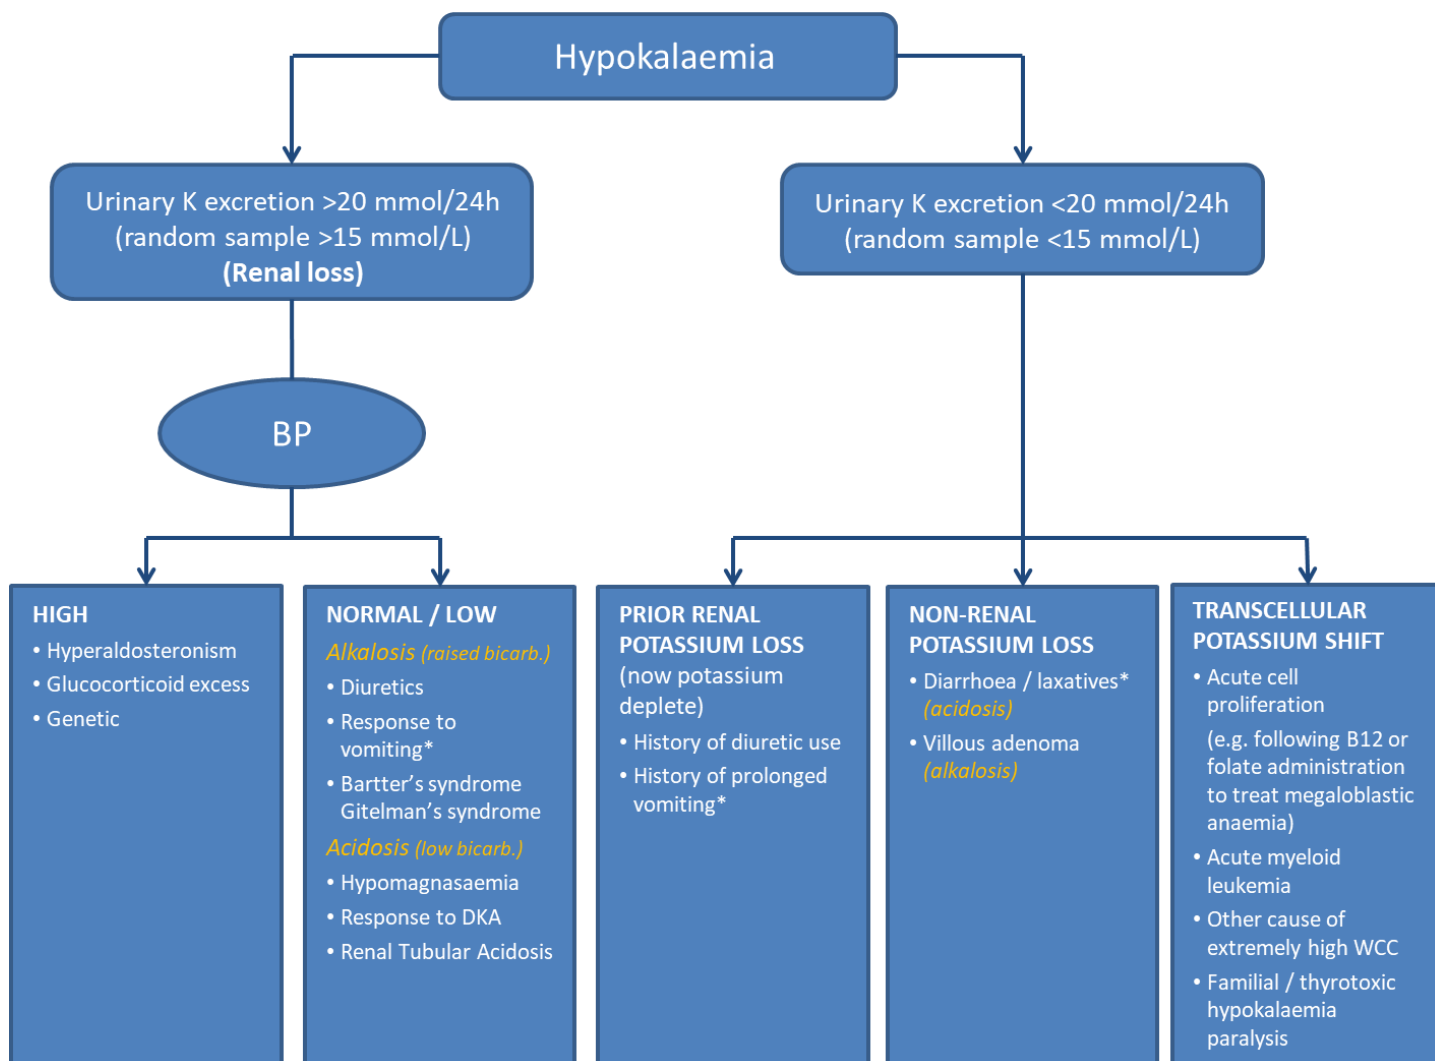 Hypokalaemia
Urinary K excretion >20 mmol/24h
(random sample >15 mmol/L)
(Renal loss)
Urinary K excretion <20 mmol/24h
(random sample <15 mmol/L)
BP
HIGH
• Hyperaldosteronism
• Glucocorticoid excess
• Genetic
NORMAL / LOW
Alkalosis (raised bicarb.)
• Diuretics
• Response to
vomiting*
• Bartter’s syndrome
Gitelman’s syndrome
Acidosis (low bicarb.)
• Hypomagnasaemia
• Response to DKA
• Renal Tubular Acidosis
PRIOR RENAL
POTASSIUM LOSS
(now potassium
deplete)
• History of diuretic use
• History of prolonged
vomiting*
NON-RENAL
POTASSIUM LOSS
• Diarrhoea / laxatives*
(acidosis)
• Villous adenoma
(alkalosis)
TRANSCELLULAR
POTASSIUM SHIFT
• Acute cell
proliferation
(e.g. following B12 or
folate administration
to treat megaloblastic
anaemia)
• Acute myeloid
leukemia
• Other cause of
extremely high WCC
• Familial / thyrotoxic
hypokalaemia
paralysis